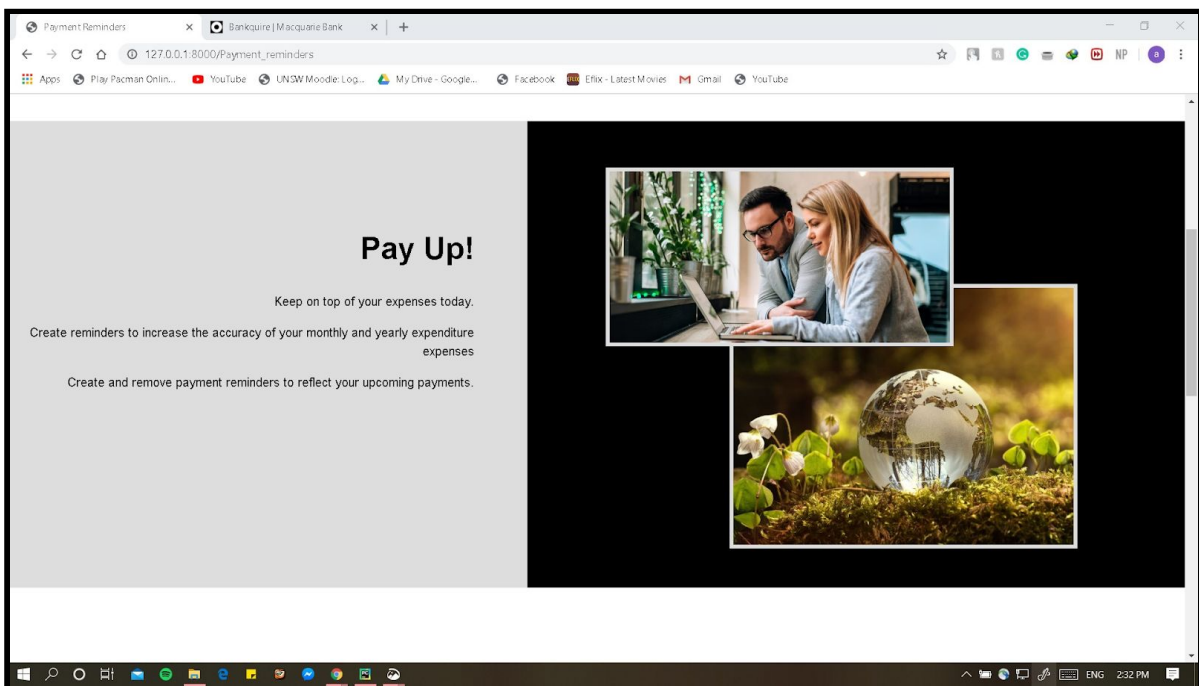 Payment Reminders
Bankquire | Macquarie Bank
127.0.0.1:8000/Payment_reminders
NP
a
Apps
Play Pacman Onlin...
YouTube
UNSW Moodle: Log...
My Drive - Google...
Facebook
Eflix - Latest Movies
Gmail
YouTube
Pay Up!
Keep on top of your expenses today.
Create reminders to increase the accuracy of your monthly and yearly expenditure
expenses
Create and remove payment reminders to reflect your upcoming payments.
ENG 2:32 PM